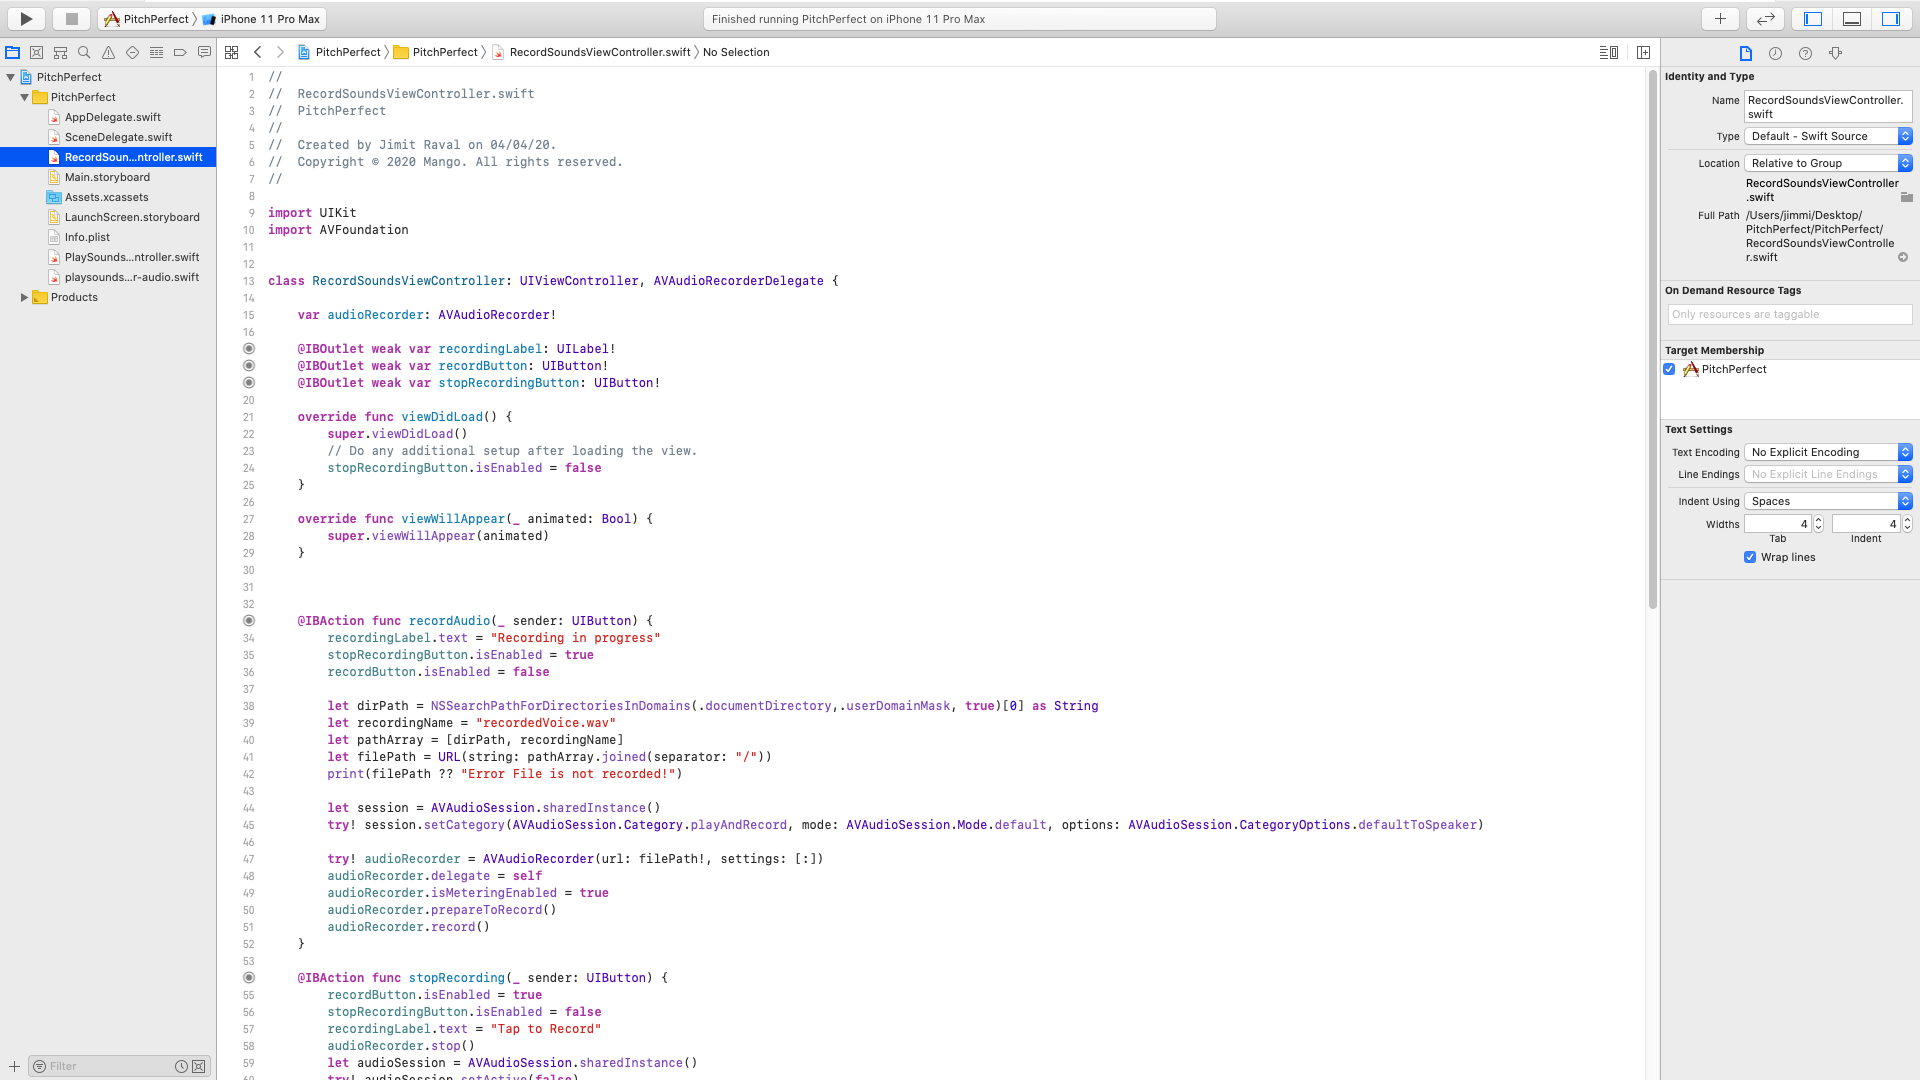 PitchPerfect iPhone 11 Pro Max
Finished running PitchPerfect on iPhone 11 Pro Max
PitchPerfect PitchPerfect RecordSoundsViewController.swift No Selection
PitchPerfect
PitchPerfect
AppDelegate.swift
SceneDelegate.swift
RecordSoun...ntroller.swift
Main.storyboard
Assets.xcassets
LaunchScreen.storyboard
Info.plist
PlaySounds...ntroller.swift
playsounds...r-audio.swift
Products
Filter
1 //
2 //  RecordSoundsViewController.swift
3 //  PitchPerfect
4 //
5 //  Created by Jimit Raval on 04/04/20.
6 //  Copyright © 2020 Mango. All rights reserved.
7 //
8
9 import UIKit
10 import AVFoundation
11
12
13 class RecordSoundsViewController: UIViewController, AVAudioRecorderDelegate {
14
15     var audioRecorder: AVAudioRecorder!
16
@IBOutlet weak var recordingLabel: UILabel!
@IBOutlet weak var recordButton: UIButton!
@IBOutlet weak var stopRecordingButton: UIButton!
20
21     override func viewDidLoad() {
22         super.viewDidLoad()
23         // Do any additional setup after loading the view.
24         stopRecordingButton.isEnabled = false
25     }
26
27     override func viewWillAppear(_ animated: Bool) {
28         super.viewWillAppear(animated)
29     }
30
31
32
@IBAction func recordAudio(_ sender: UIButton) {
34         recordingLabel.text = "Recording in progress"
35         stopRecordingButton.isEnabled = true
36         recordButton.isEnabled = false
37
38         let dirPath = NSSearchPathForDirectoriesInDomains(.documentDirectory,.userDomainMask, true)[0] as String
39         let recordingName = "recordedVoice.wav"
40         let pathArray = [dirPath, recordingName]
41         let filePath = URL(string: pathArray.joined(separator: "/"))
42         print(filePath ?? "Error File is not recorded!")
43
44         let session = AVAudioSession.sharedInstance()
45         try! session.setCategory(AVAudioSession.Category.playAndRecord, mode: AVAudioSession.Mode.default, options: AVAudioSession.CategoryOptions.defaultToSpeaker)
46
47         try! audioRecorder = AVAudioRecorder(url: filePath!, settings: [:])
48         audioRecorder.delegate = self
49         audioRecorder.isMeteringEnabled = true
50         audioRecorder.prepareToRecord()
51         audioRecorder.record()
52     }
53
@IBAction func stopRecording(_ sender: UIButton) {
55         recordButton.isEnabled = true
56         stopRecordingButton.isEnabled = false
57         recordingLabel.text = "Tap to Record"
58         audioRecorder.stop()
59         let audioSession = AVAudioSession.sharedInstance()
60         try! audioSession.setActive(false)
Identity and Type
Name RecordSoundsViewController.
swift
Type Default - Swift Source
Location Relative to Group
RecordSoundsViewController
.swift
Full Path /Users/jimmi/Desktop/
PitchPerfect/PitchPerfect/
RecordSoundsViewControlle
r.swift
On Demand Resource Tags
Only resources are taggable
Target Membership
PitchPerfect
Text Settings
Text Encoding No Explicit Encoding
Line Endings No Explicit Line Endings
Indent Using Spaces
Widths 4 4
Tab Indent
Wrap lines